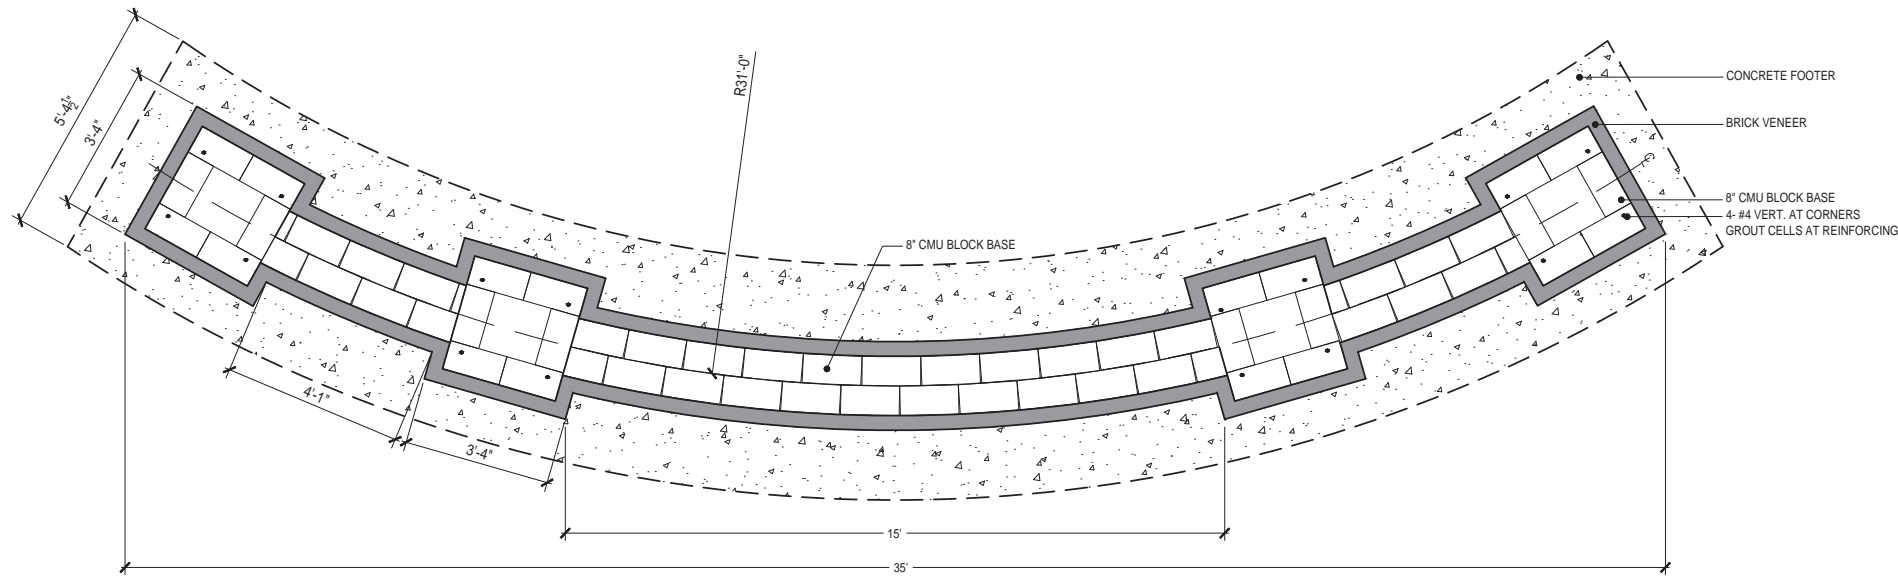 5'-4½"
3'-4"
R31'-0"
8" CMU BLOCK BASE
CONCRETE FOOTER
BRICK VENEER
8" CMU BLOCK BASE
4- #4 VERT. AT CORNERS
GROUT CELLS AT REINFORCING
4'-1"
3'-4"
15'
35'